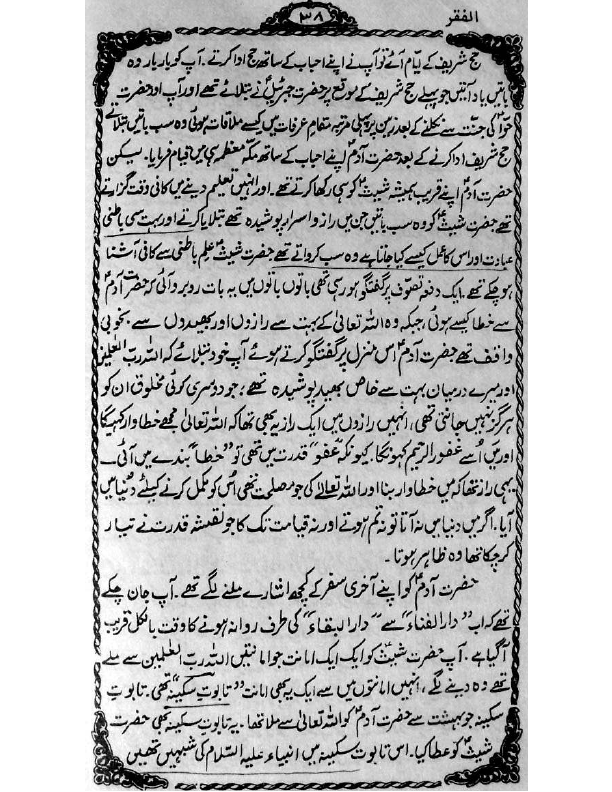 الفقر
۳۸
حج شریف کے ایام آئے تو آپ نے اپنے احباب کے ساتھ حج ادا کرتے۔ آپ کو بار بار وہ
باتیں یاد آتیں جو پہلے حج شریف کے موقع پر حضرت جبرئیلؑ نے بتلائے تھے اور آپ اور حضرت
حواؑ کی جنت سے نکلنے کے بعد زمین پر پہلی مرتبہ مقام عرفات میں کیسے ملاقات ہوئی وہ سب باتیں بتلاتے
حج شریف ادا کرنے کے بعد حضرت آدمؑ اپنے احباب کے ساتھ مکہ معظمہ ہی میں قیام فرمایا۔ لیکن
حضرت آدمؑ اپنے قریب ہمیشہ شیثؑ کو ہی رکھا کرتے تھے۔ اور انہیں تعلیم دینے میں کافی وقت گزاتے
تھے حضرت شیثؑ کو وہ سب باتیں جن میں راز و اسرار پوشیدہ تھے بتلایا کرتے اور بہت سی باطنی
عبادت اور اس کا عمل کیسے کیا جاتا ہے وہ سب کرواتے تھے حضرت شیثؑ علم باطنی سے کافی آشنا
ہو چکے تھے۔ ایک دفعہ تصوف پر گفتگو ہو رہی تھی باتوں باتوں میں یہ بات روبرو آئی کہ حضرت آدمؑ
سے خطا کیسے ہوئی جبکہ وہ اللہ تعالیٰ کے بہت سے رازوں اور بھیدوں سے بخوبی
واقف تھے حضرت آدمؑ اس منزل پر گفتگو کرتے ہوئے آپ خود بتلائے کہ اللہ رب العلمین
اور میرے درمیان بہت سے خاص بھید پوشیدہ تھے؛ جو دوسری کوئی مخلوق ان کو
ہرگز نہیں جانتی تھی، انہیں رازوں میں ایک راز یہ بھی تھا کہ اللہ تعالیٰ مجھے خطا وار کہیگا
اور میں اُسے غفور الرحیم کہونگا۔ کیونکہ "عفو" قدرت میں تھی تو "خطا" بندے میں آئی۔
یہی راز تھا کہ میں خطا وار بنا اور اللہ تعالیٰ کی جو مصلحت تھی اُس کو مکمل کرنے کیلئے دنیا میں
آیا۔ اگر میں دنیا میں نہ آتا تو نہ تم ہوتے اور نہ قیامت تک کا جو نقشہ قدرت نے تیار
کر چکا تھا وہ ظاہر ہوتا۔
حضرت آدمؑ کو اپنے آخری سفر کے کچھ اشارے ملنے لگے تھے۔ آپ جان چکے
تھے کہ اب "دار الفناء" سے "دار البقاء" کی طرف روانہ ہونے کا وقت بالکل قریب
آگیا ہے۔ آپ حضرت شیثؑ کو ایک ایک امانت جو امانتیں اللہ رب العلمین سے ملے
تھے وہ دینے لگے، انہیں امانتوں میں سے ایک یہ بھی امانت "تابوتِ سکینہ" تھی۔ تابوتِ
سکینہ جو بہشت سے حضرت آدمؑ کو اللہ تعالیٰ سے ملا تھا۔ یہ تابوت سکینہ بھی حضرت
شیثؑ کو عطا کیا۔ اس تابوت سکینہ میں انبیاء علیہ السّلام کی شبہیں تھیں